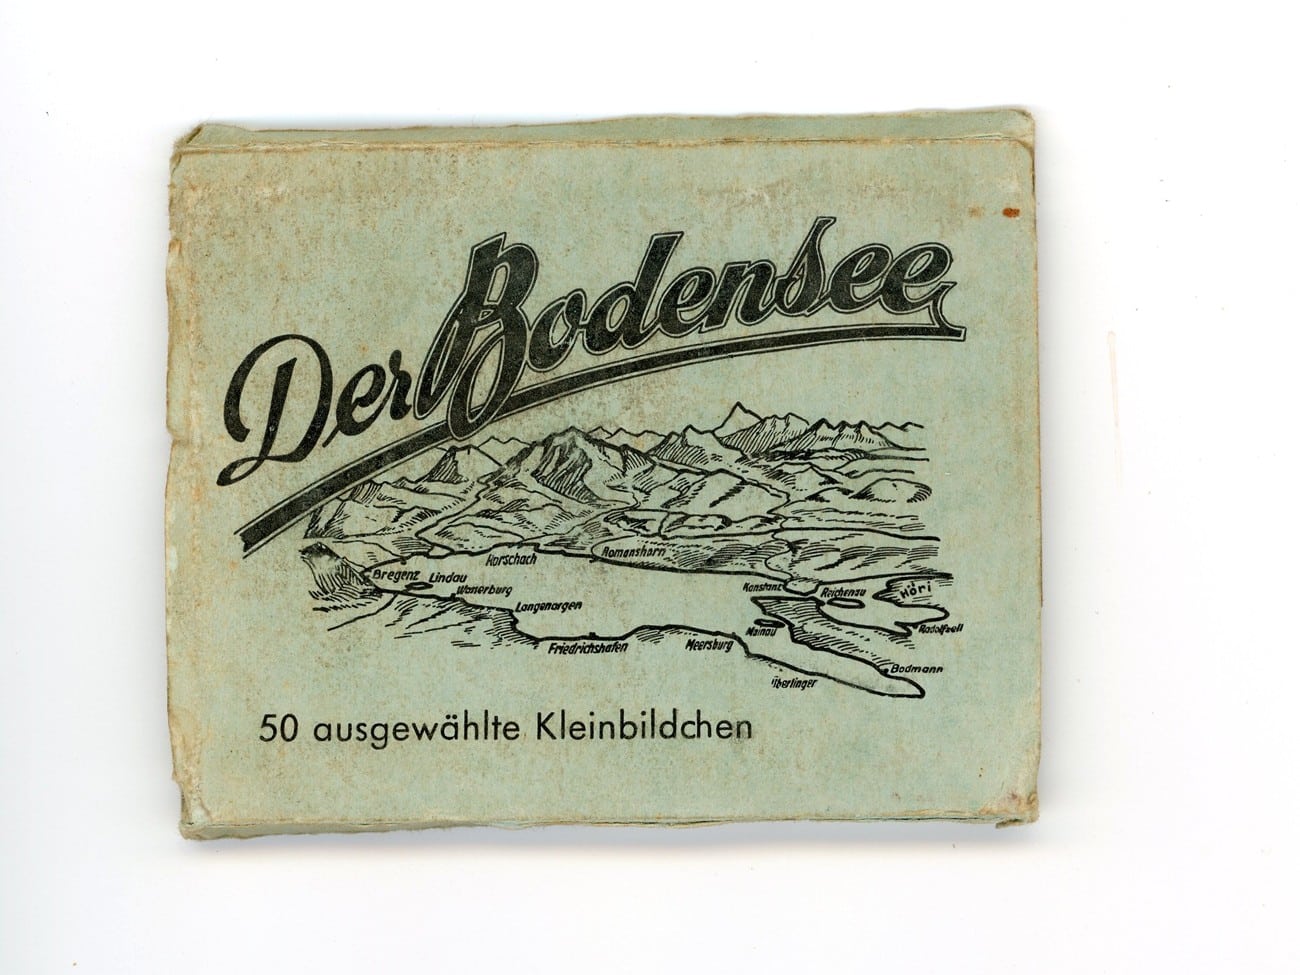 Der Bodensee
Rorschach
Romanshorn
Bregenz
Lindau
Wasserburg
Langenargen
Friedrichshafen
Meersburg
Konstanz
Reichenau
Höri
Radolfzell
Mainau
Bodmann
Überlingen
50 ausgewählte Kleinbildchen